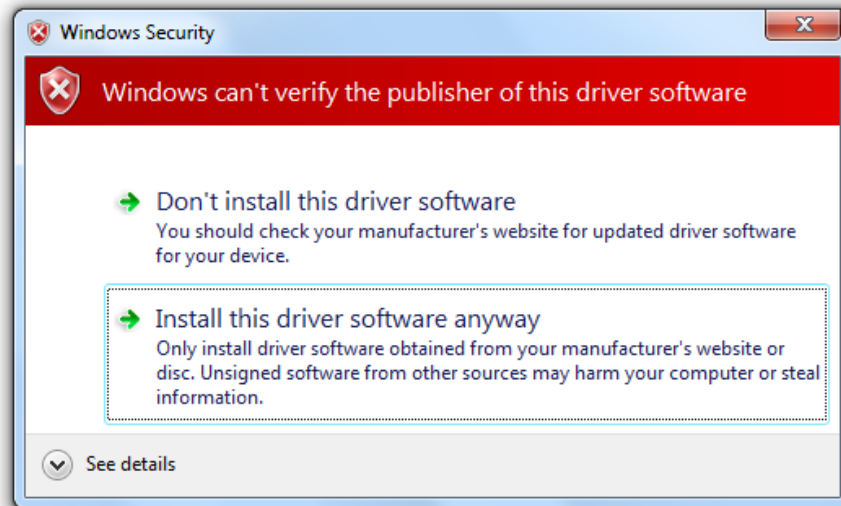 Windows Security
Windows can't verify the publisher of this driver software
Don't install this driver software
You should check your manufacturer's website for updated driver software
for your device.
Install this driver software anyway
Only install driver software obtained from your manufacturer's website or
disc. Unsigned software from other sources may harm your computer or steal
information.
See details